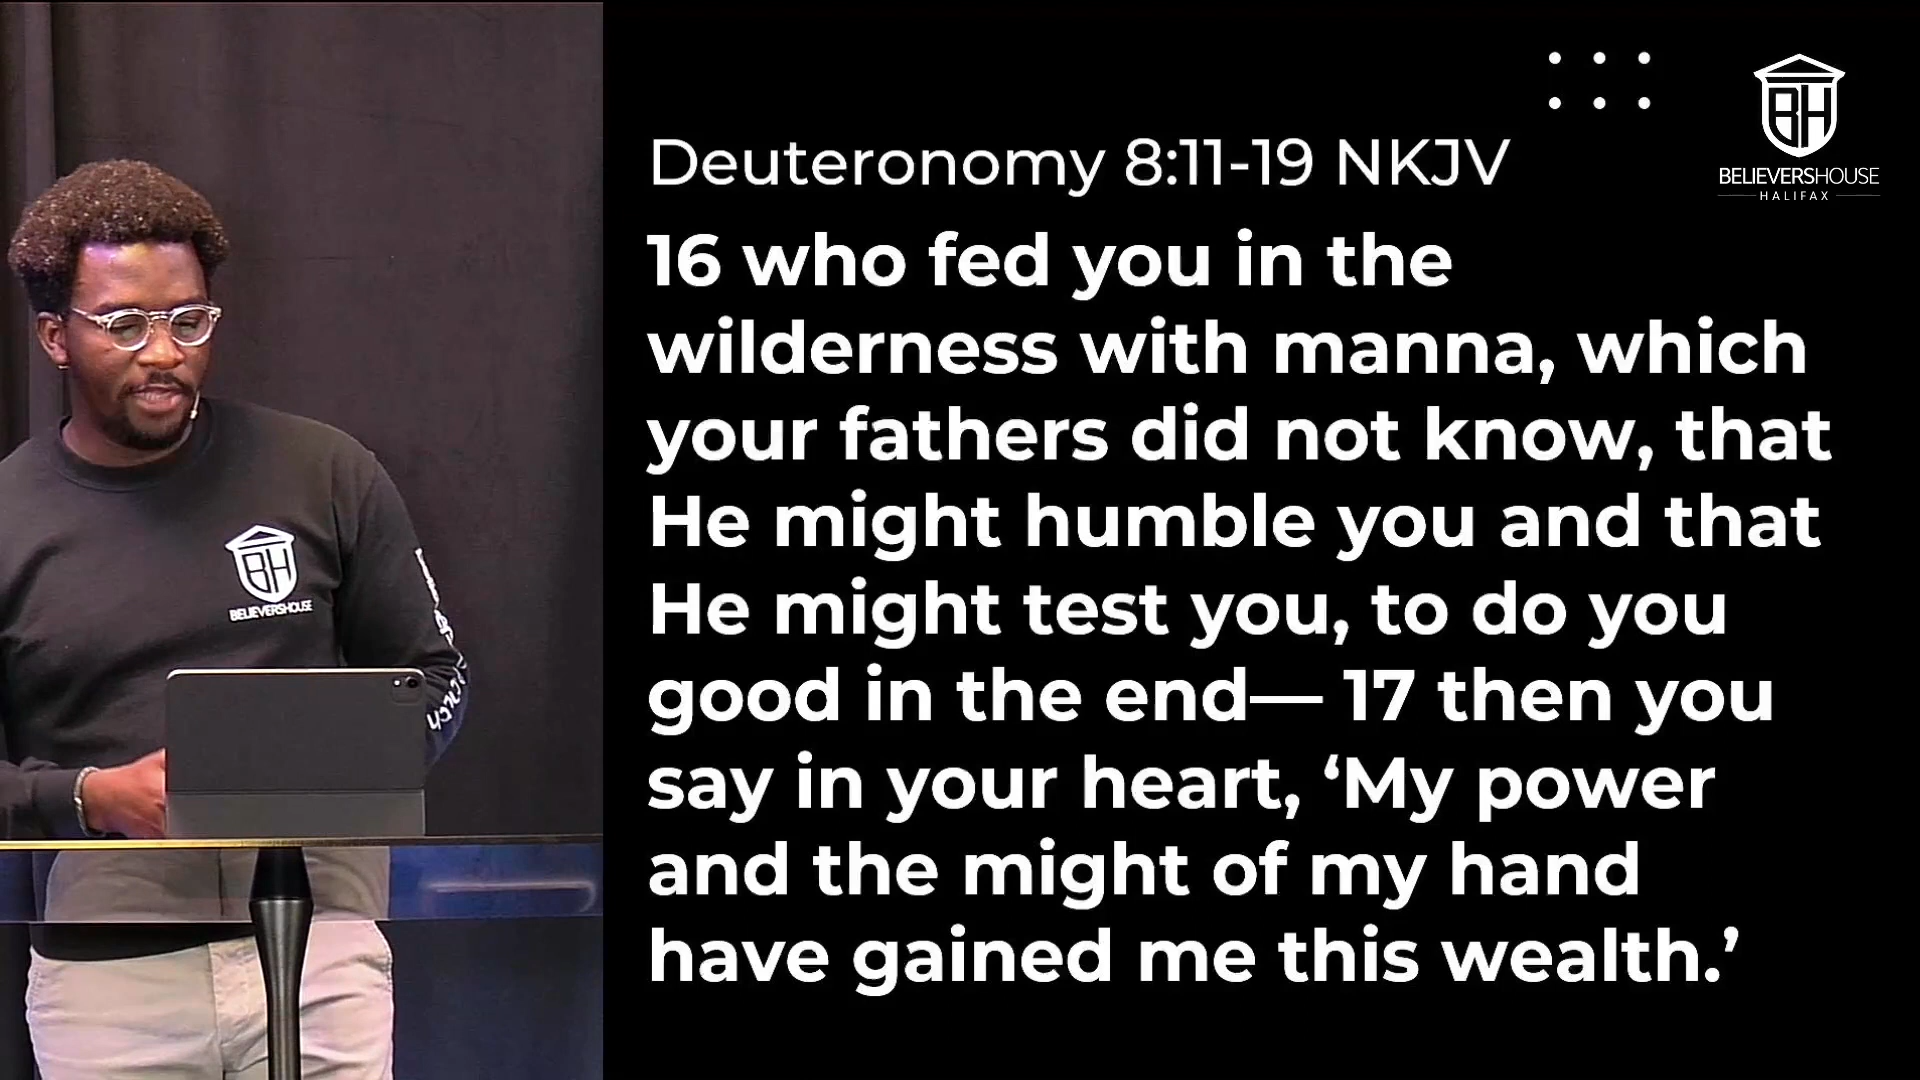 BH
BELIEVERSHOUSE
HALIFAX
Deuteronomy 8:11-19 NKJV
16 who fed you in the
wilderness with manna, which
your fathers did not know, that
He might humble you and that
He might test you, to do you
good in the end— 17 then you
say in your heart, ‘My power
and the might of my hand
have gained me this wealth.’
BH
BELIEVERSHOUSE